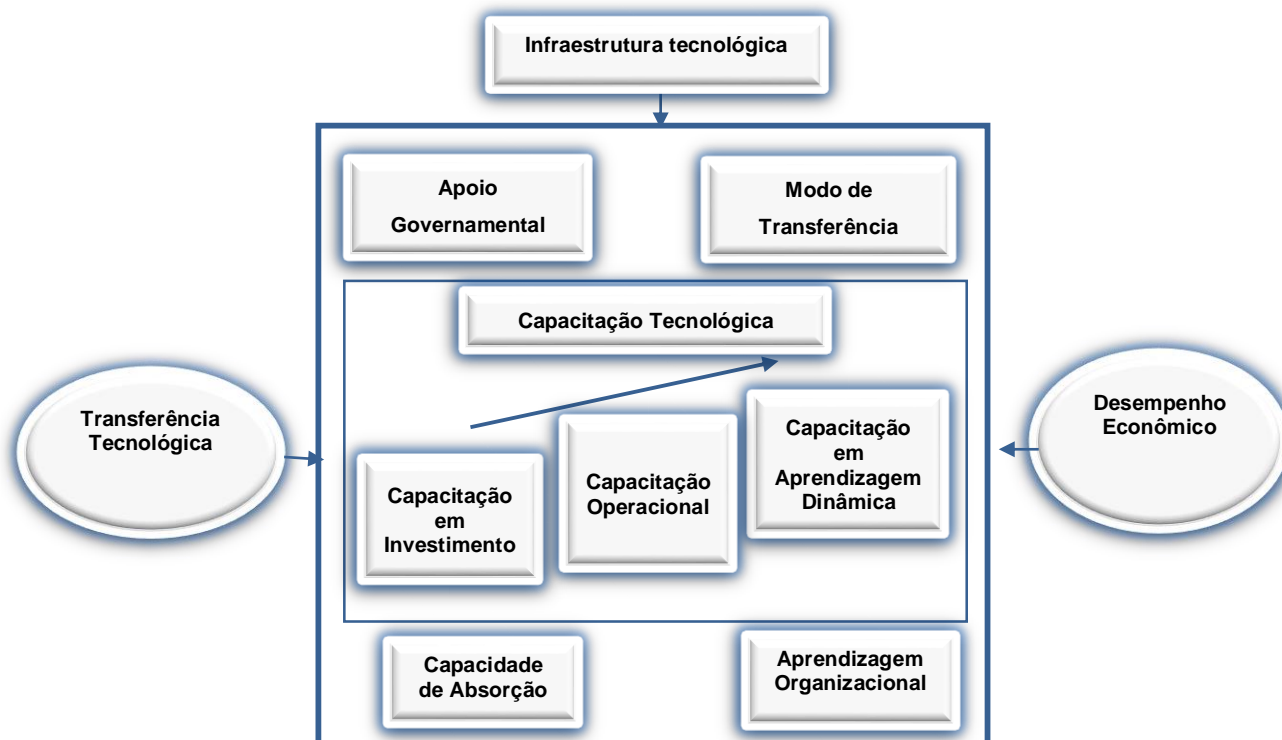 Infraestrutura tecnológica
Apoio
Governamental
Modo de
Transferência
Capacitação Tecnológica
Transferência
Tecnológica
Desempenho
Econômico
Capacitação
em
Investimento
Capacitação
Operacional
Capacitação
em
Aprendizagem
Dinâmica
Capacidade
de Absorção
Aprendizagem
Organizacional